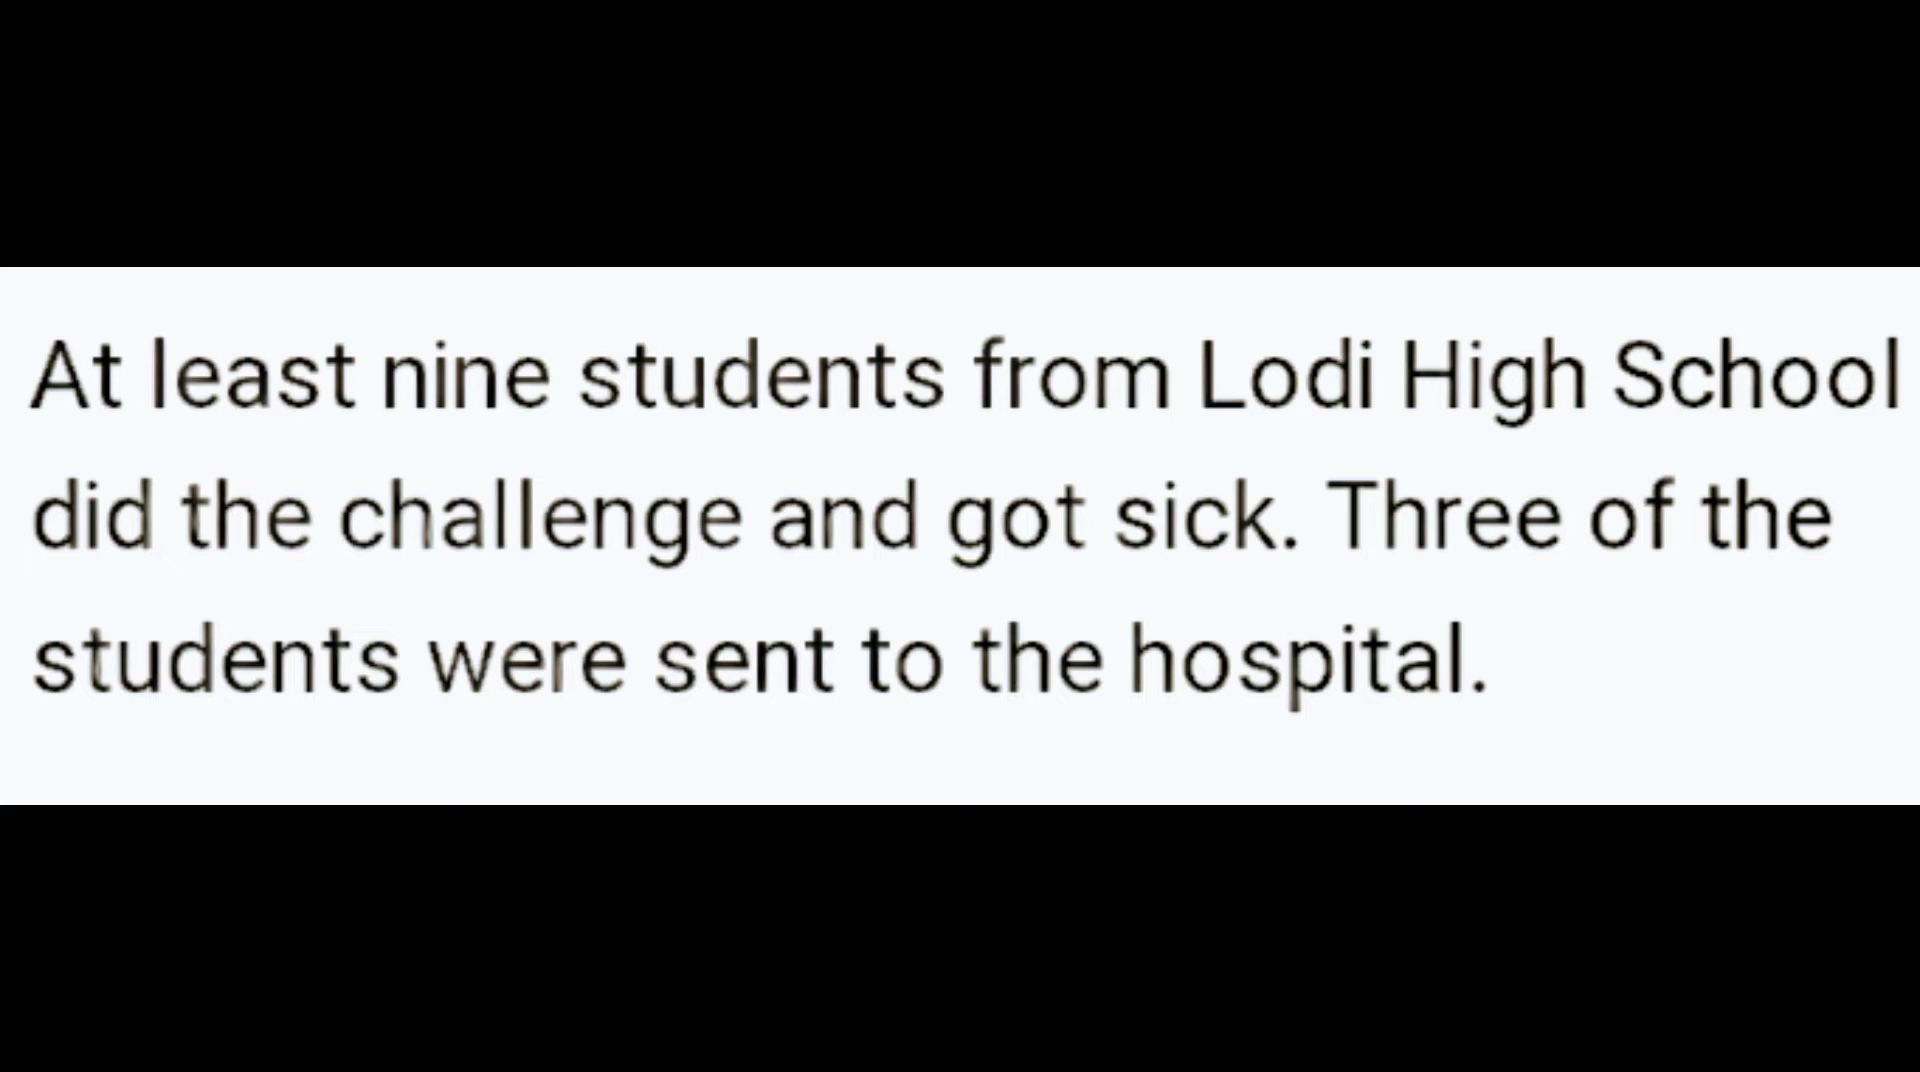 At least nine students from Lodi High School
did the challenge and got sick. Three of the
students were sent to the hospital.